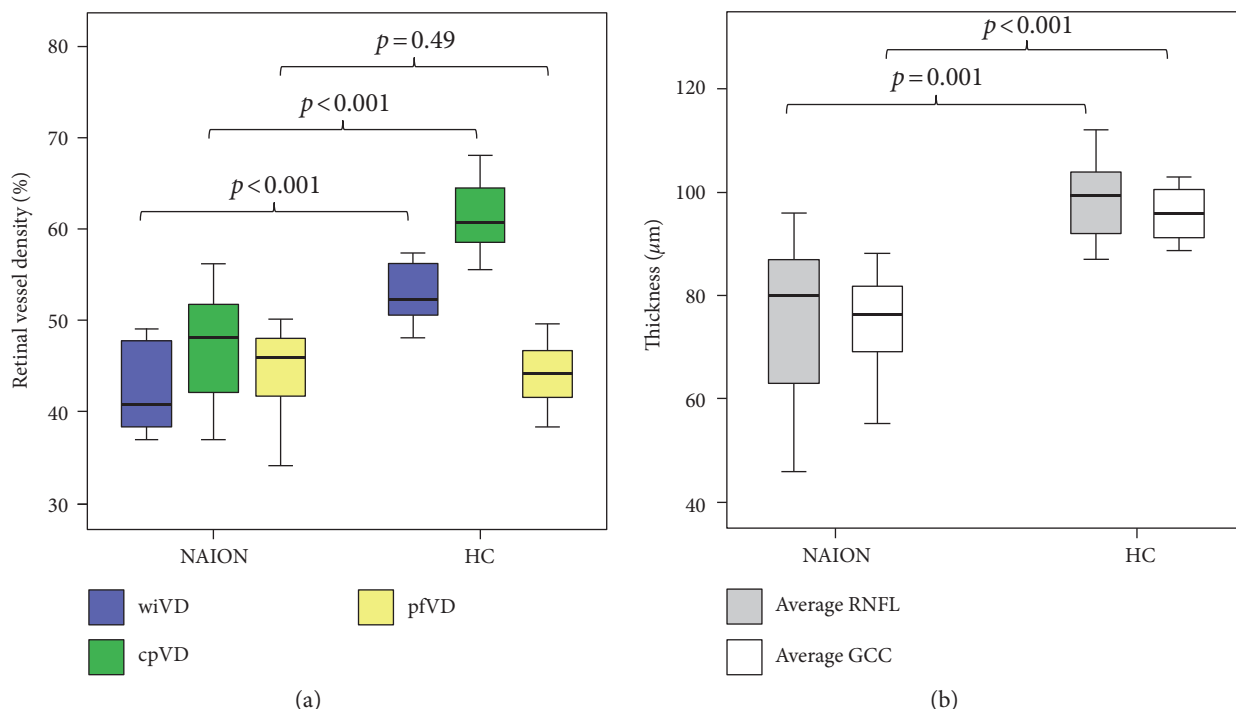 80
70
60
50
40
30
Retinal vessel density (%)
p = 0.49
p < 0.001
p < 0.001
NAION HC
wiVD
cpVD
pfVD
(a)
120
100
80
60
40
Thickness (μm)
p<0.001
p = 0.001
NAION HC
Average RNFL
Average GCC
(b)